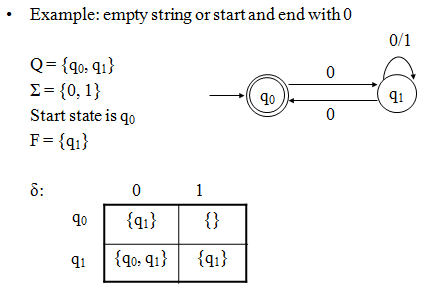 • Example: empty string or start and end with 0
Q = {q0, q1}
Σ = {0, 1}
Start state is q0
F = {q1}
0/1
0
q0
q1
0
δ: 0 1
q0 {q1} {}
q1 {q0, q1} {q1}